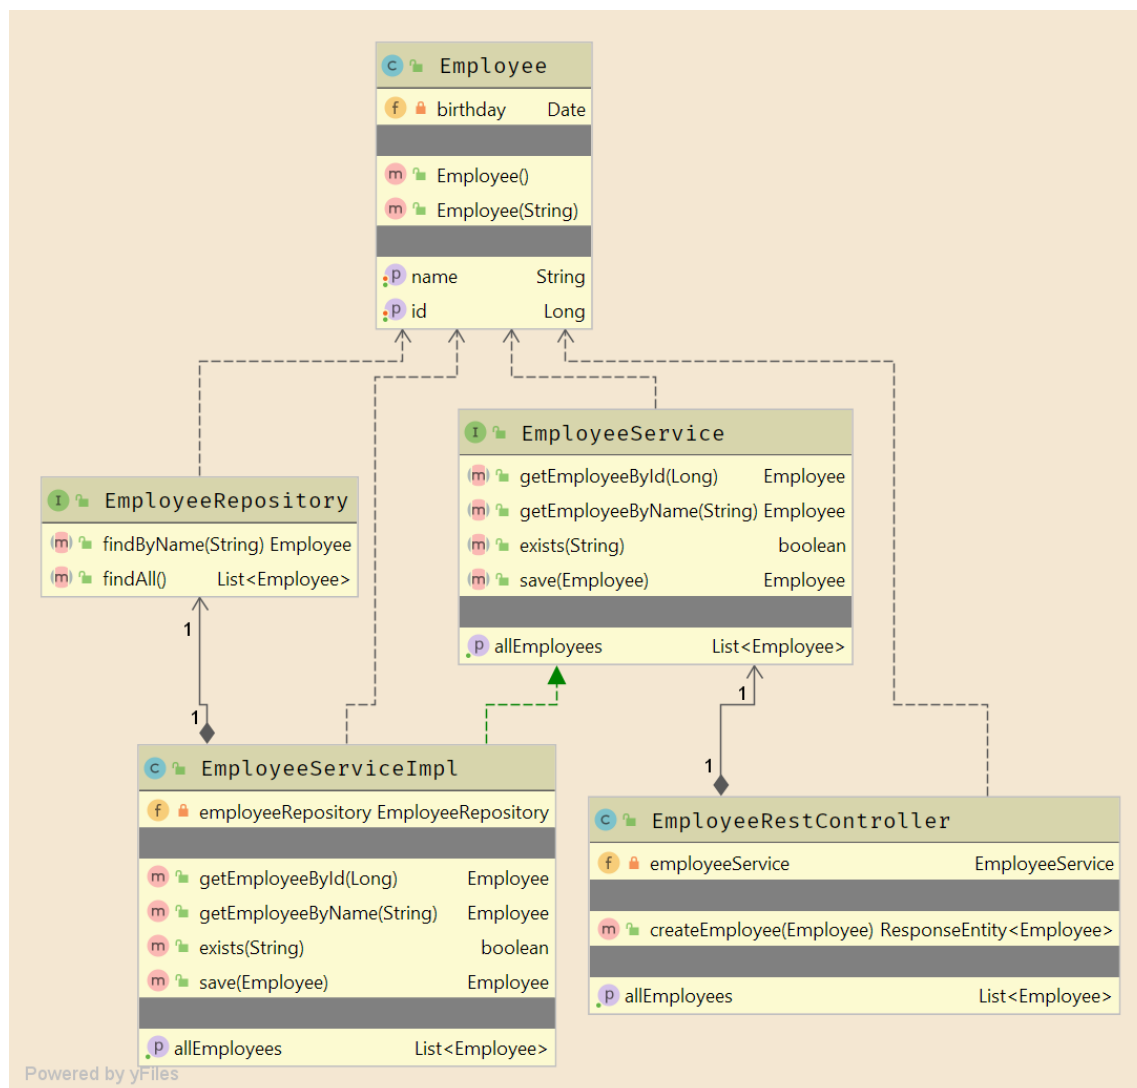 Employee
birthday Date
Employee()
Employee(String)
name String
id Long
EmployeeService
getEmployeeById(Long) Employee
getEmployeeByName(String) Employee
exists(String) boolean
save(Employee) Employee
allEmployees List<Employee>
EmployeeRepository
findByName(String) Employee
findAll() List<Employee>
1
1
1
1
EmployeeServiceImpl
employeeRepository EmployeeRepository
getEmployeeById(Long) Employee
getEmployeeByName(String) Employee
exists(String) boolean
save(Employee) Employee
allEmployees List<Employee>
EmployeeRestController
employeeService EmployeeService
createEmployee(Employee) ResponseEntity<Employee>
allEmployees List<Employee>
Powered by yFiles